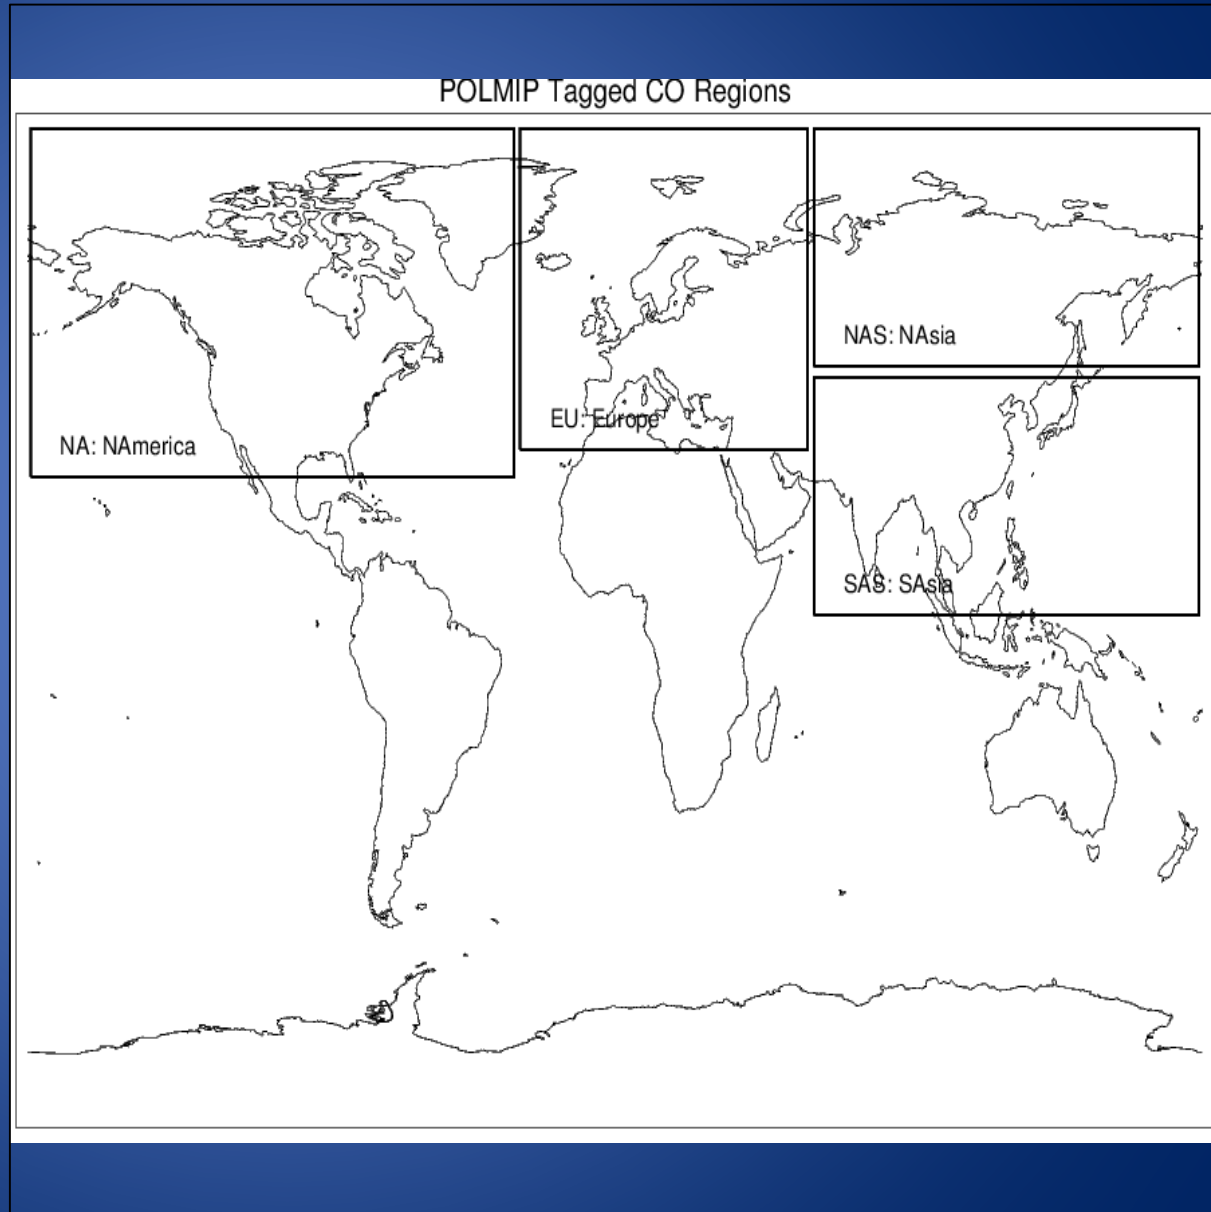 POLMIP Tagged CO Regions
NAS: NAsia
EU: Europe
NA: NAmerica
SAS: SAsia